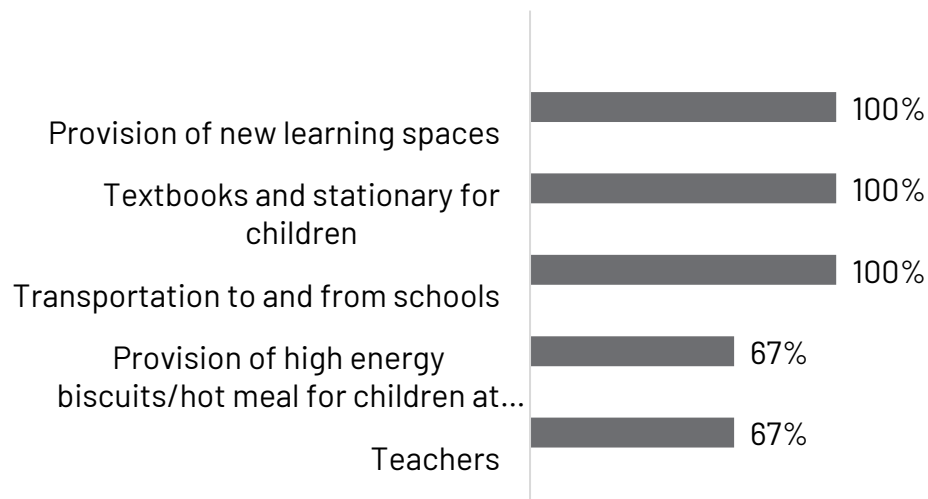 100%
Provision of new learning spaces
100%
Textbooks and stationary for
children
100%
Transportation to and from schools
67%
Provision of high energy
biscuits/hot meal for children at...
67%
Teachers